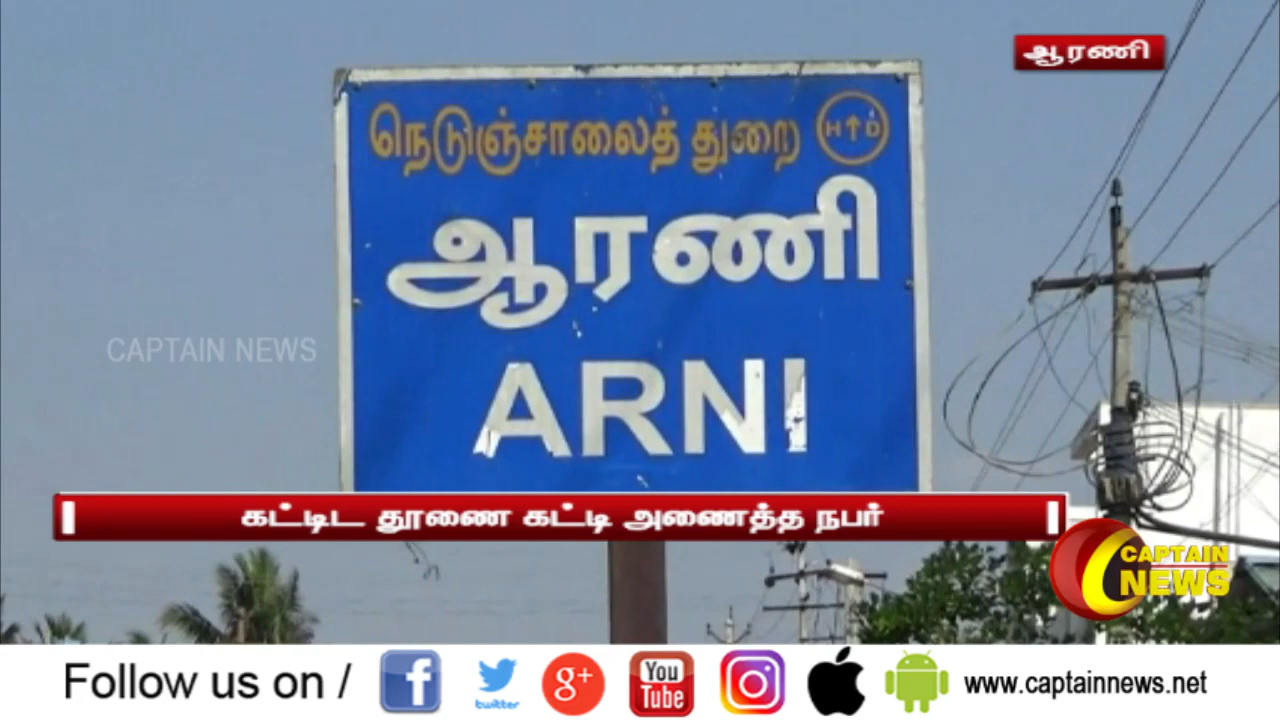 ஆரணி
நெடுஞ்சாலைத் துறை H↑D
ஆரணி
ARNI
CAPTAIN NEWS
கட்டிட தூணை கட்டி அணைத்த நபர்
CAPTAIN
NEWS
Follow us on / f twitter g+ You Tube www.captainnews.net